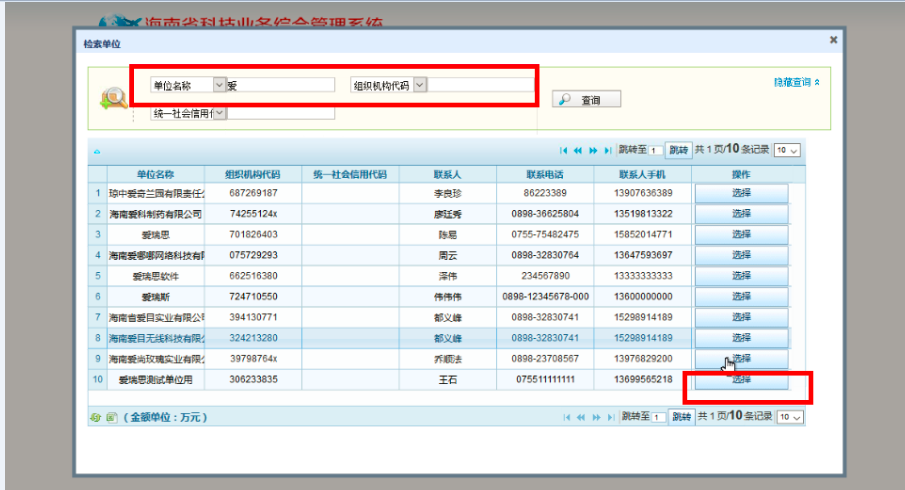 海南省科技业务综合管理系统
检索单位
单位名称 爱 组织机构代码
隐藏查询
查询
统一社会信用代
跳转至 1 跳转 共 1 页/10 条记录 10
单位名称 组织机构代码 统一社会信用代码 联系人 联系电话 联系人手机 操作
1 琼中爱奇兰园有限责任公 687269187 李良珍 86223389 13907636389 选择
2 海南爱科制药有限公司 74255124x 廖廷秀 0898-36625804 13519813322 选择
3 爱瑞思 701826403 陈易 0755-75482475 15852014771 选择
4 海南爱嘟嘟网络科技有限 075729293 周云 0898-32830764 13647593697 选择
5 爱瑞思软件 662516380 泽伟 234567890 13333333333 选择
6 爱瑞斯 724710550 伟伟伟 0898-12345678-000 13600000000 选择
7 海南省爱目实业有限公司 394130771 都义峰 0898-32830741 15298914189 选择
8 海南爱目无线科技有限公 324213280 都义峰 0898-32830741 15298914189 选择
9 海南爱尚玫瑰实业有限公 39798764x 乔顺法 0898-23708567 13976829200 选择
10 爱瑞思测试单位用 306233835 王石 075511111111 13699565218 选择
（金额单位：万元） 跳转至 1 跳转 共 1 页/10 条记录 10